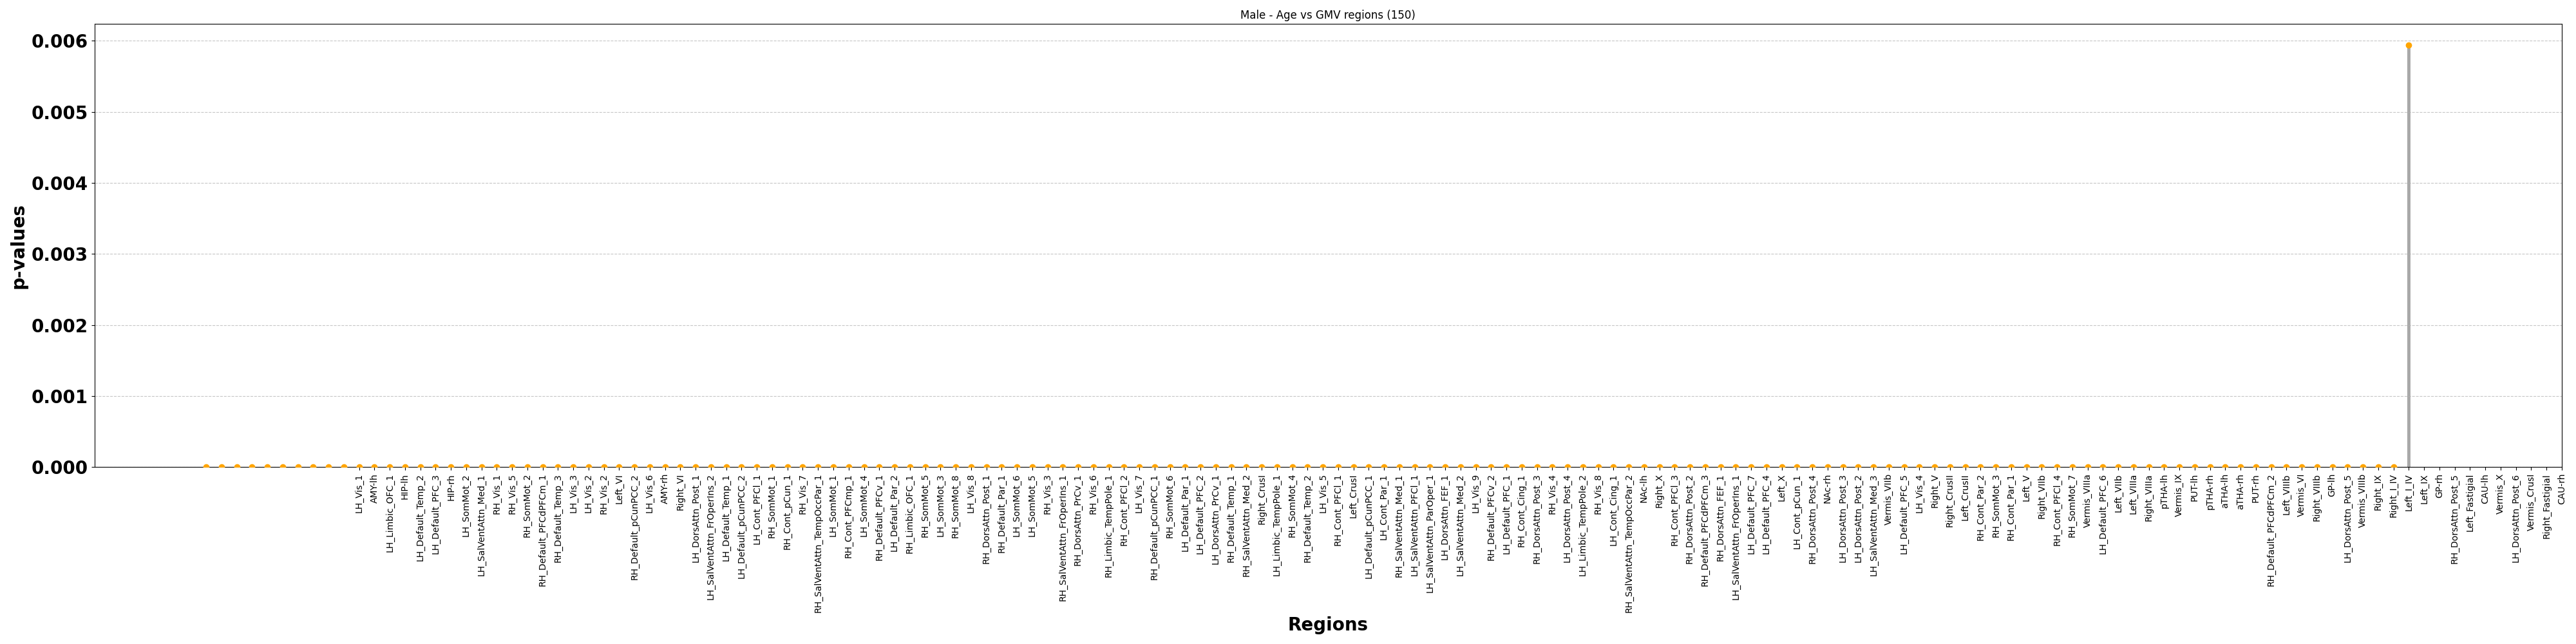 Male - Age vs GMV regions (150)
p-values
0.006
0.005
0.004
0.003
0.002
0.001
0.000
LH_Vis_1
AMY-lh
LH_Limbic_OFC_1
HIP-lh
LH_Default_Temp_2
LH_Default_PFC_3
HIP-rh
LH_SomMot_2
LH_SalVentAttn_Med_1
RH_Vis_1
RH_Vis_5
RH_SomMot_2
RH_Default_PFCdPFCm_1
RH_Default_Temp_3
LH_Vis_3
LH_Vis_2
RH_Vis_2
Left_VI
RH_Default_pCunPCC_2
LH_Vis_6
AMY-rh
Right_VI
LH_DorsAttn_Post_1
LH_SalVentAttn_FrOperIns_2
LH_Default_Temp_1
LH_Default_pCunPCC_2
LH_Cont_PFCl_1
RH_SomMot_1
RH_Cont_pCun_1
RH_Vis_7
RH_SalVentAttn_TempOccPar_1
LH_SomMot_1
RH_Cont_PFCmp_1
LH_SomMot_4
RH_Default_PFCv_1
LH_Default_Par_2
RH_Limbic_OFC_1
RH_SomMot_5
LH_SomMot_3
RH_SomMot_8
LH_Vis_8
RH_DorsAttn_Post_1
RH_Default_Par_1
LH_SomMot_6
LH_SomMot_5
RH_Vis_3
RH_SalVentAttn_FrOperIns_1
RH_DorsAttn_PrCv_1
RH_Vis_6
RH_Limbic_TempPole_1
RH_Cont_PFCl_2
LH_Vis_7
RH_Default_pCunPCC_1
RH_SomMot_6
LH_Default_Par_1
LH_Default_PFC_2
LH_DorsAttn_PrCv_1
RH_Default_Temp_1
RH_SalVentAttn_Med_2
Right_CrusI
LH_Limbic_TempPole_1
RH_SomMot_4
RH_Default_Temp_2
LH_Vis_5
RH_Cont_PFCl_1
Left_CrusI
LH_Default_pCunPCC_1
LH_Cont_Par_1
RH_SalVentAttn_Med_1
LH_SalVentAttn_PFCl_1
LH_SalVentAttn_ParOper_1
LH_DorsAttn_FEF_1
LH_SalVentAttn_Med_2
LH_Vis_9
RH_Default_PFCv_2
LH_Default_PFC_1
RH_Cont_Cing_1
RH_DorsAttn_Post_3
RH_Vis_4
LH_DorsAttn_Post_4
LH_Limbic_TempPole_2
RH_Vis_8
LH_Cont_Cing_1
RH_SalVentAttn_TempOccPar_2
NAc-lh
Right_X
RH_Cont_PFCl_3
RH_DorsAttn_Post_2
RH_Default_PFCdPFCm_3
RH_DorsAttn_FEF_1
LH_SalVentAttn_FrOperIns_1
LH_Default_PFC_7
LH_Default_PFC_4
Left_X
LH_Cont_pCun_1
RH_DorsAttn_Post_4
NAc-rh
LH_DorsAttn_Post_3
LH_DorsAttn_Post_2
LH_SalVentAttn_Med_3
Vermis_VIIb
LH_Default_PFC_5
LH_Vis_4
Right_V
Right_CrusII
Left_CrusII
RH_Cont_Par_2
RH_SomMot_3
RH_Cont_Par_1
Left_V
Right_VIIb
RH_Cont_PFCl_4
RH_SomMot_7
Vermis_VIIIa
LH_Default_PFC_6
Left_VIIb
Left_VIIIa
Right_VIIIa
pTHA-lh
Vermis_IX
PUT-lh
pTHA-rh
aTHA-lh
aTHA-rh
PUT-rh
RH_Default_PFCdPFCm_2
Left_VIIIb
Vermis_VI
Right_VIIIb
GP-lh
LH_DorsAttn_Post_5
Vermis_VIIIb
Right_IX
Right_I_IV
Left_I_IV
Left_IX
GP-rh
RH_DorsAttn_Post_5
Left_Fastigial
CAU-lh
Vermis_X
LH_DorsAttn_Post_6
Vermis_CrusII
Right_Fastigial
CAU-rh
Regions